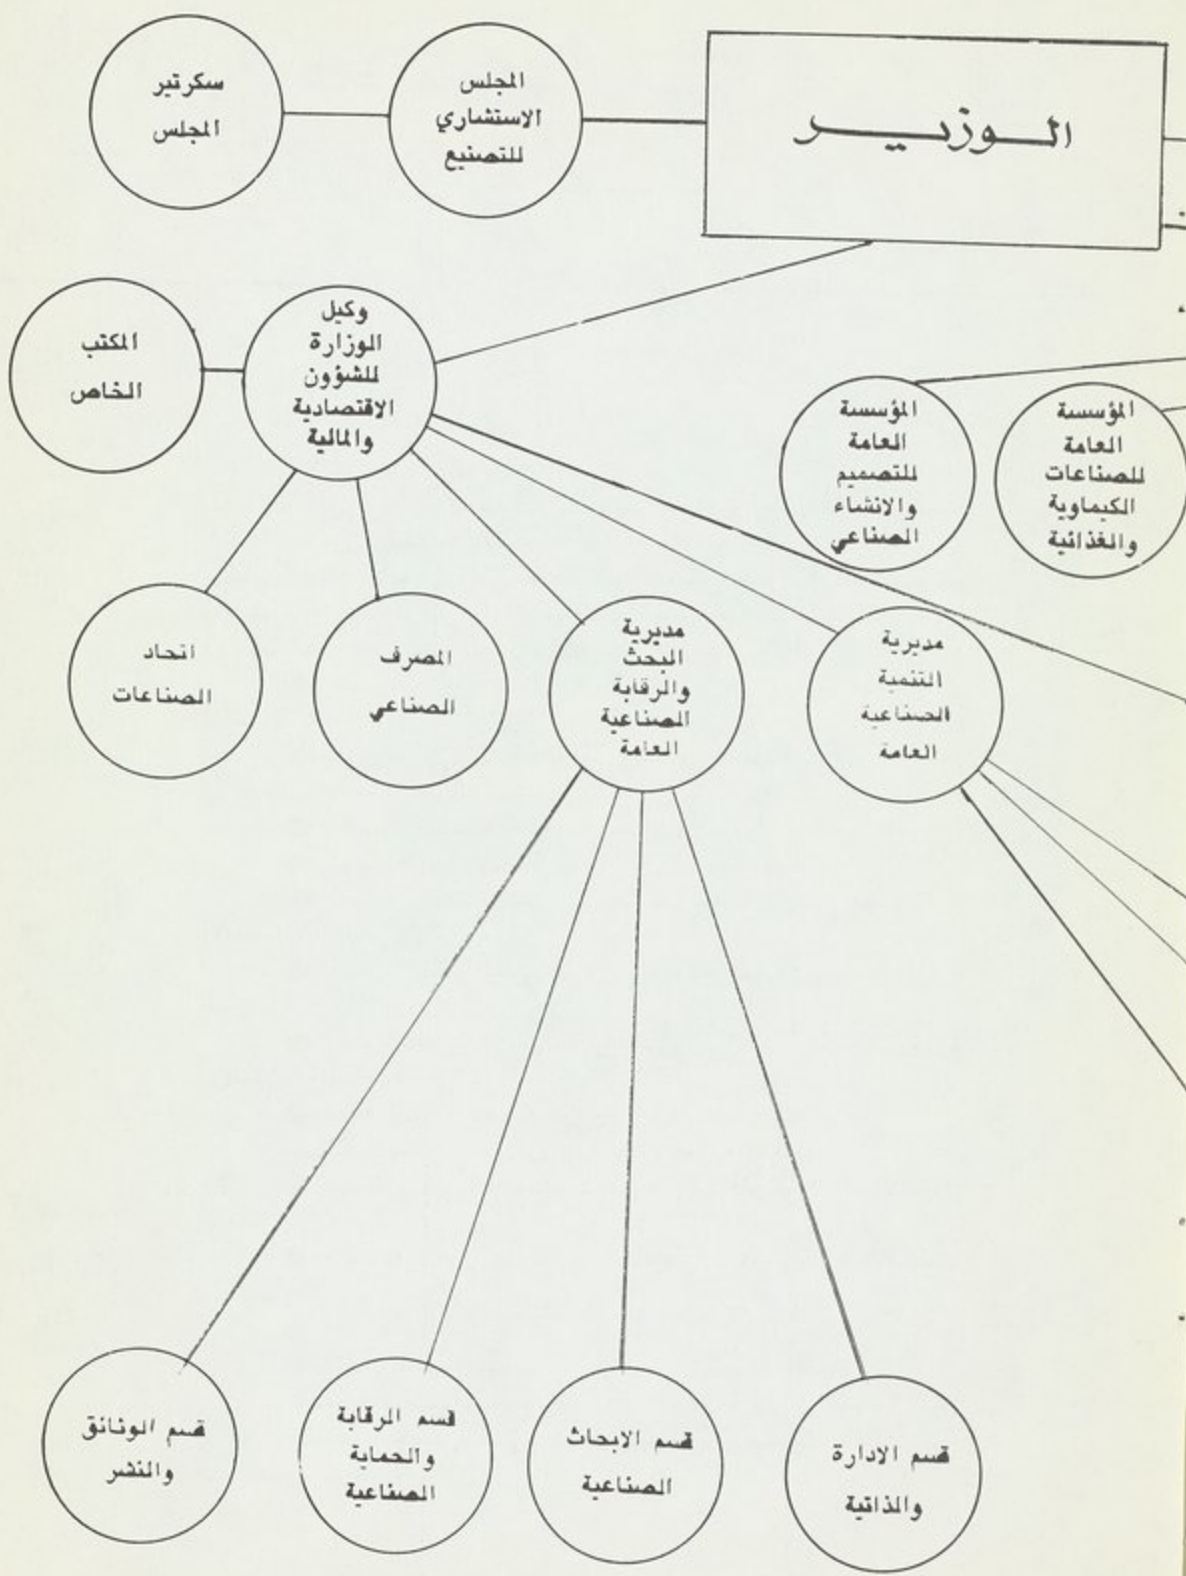 الوزير
المجلس
الاستشاري
للتصنيع
سكرتير
المجلس
المؤسسة
العامة
للصناعات
الكيماوية
والغذائية
المؤسسة
العامة
للتصميم
والانشاء
الصناعي
وكيل
الوزارة
للشؤون
الاقتصادية
والمالية
المكتب
الخاص
مديرية
التنمية
الصناعية
العامة
مديرية
البحث
والرقابة
الصناعية
العامة
المصرف
الصناعي
اتحاد
الصناعات
قسم الادارة
والذاتية
قسم الابحاث
الصناعية
قسم الرقابة
والحماية
الصناعية
قسم الوثائق
والنشر